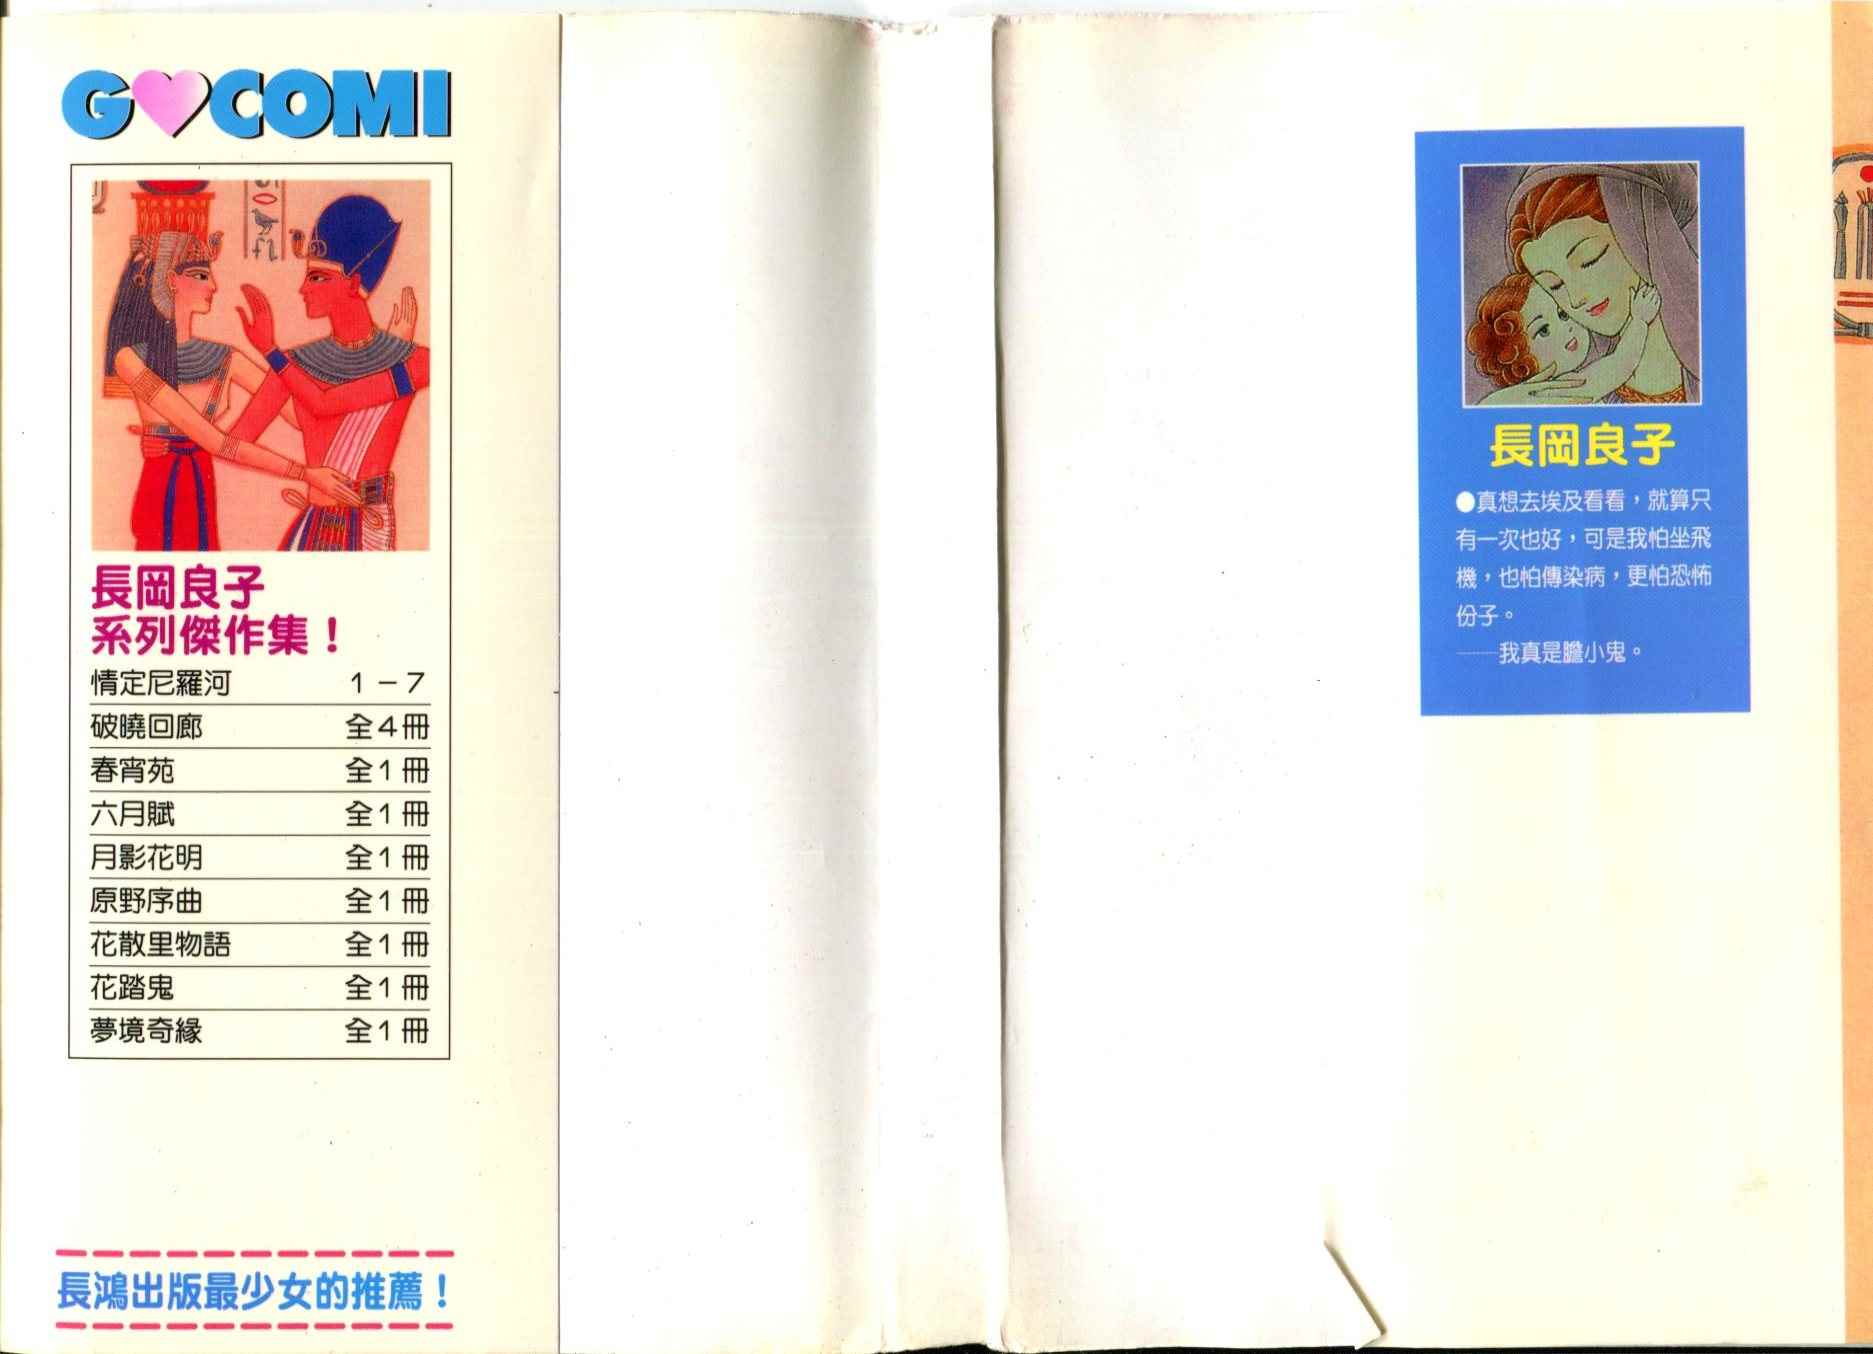 G♥COMI
長岡良子
系列傑作集！
情定尼羅河 1－7
破曉回廊 全4冊
春宵苑 全1冊
六月賦 全1冊
月影花明 全1冊
原野序曲 全1冊
花散里物語 全1冊
花踏鬼 全1冊
夢境奇緣 全1冊
長鴻出版最少女的推薦！
長岡良子
●真想去埃及看看，就算只
有一次也好，可是我怕坐飛
機，也怕傳染病，更怕恐怖
份子。
——我真是膽小鬼。